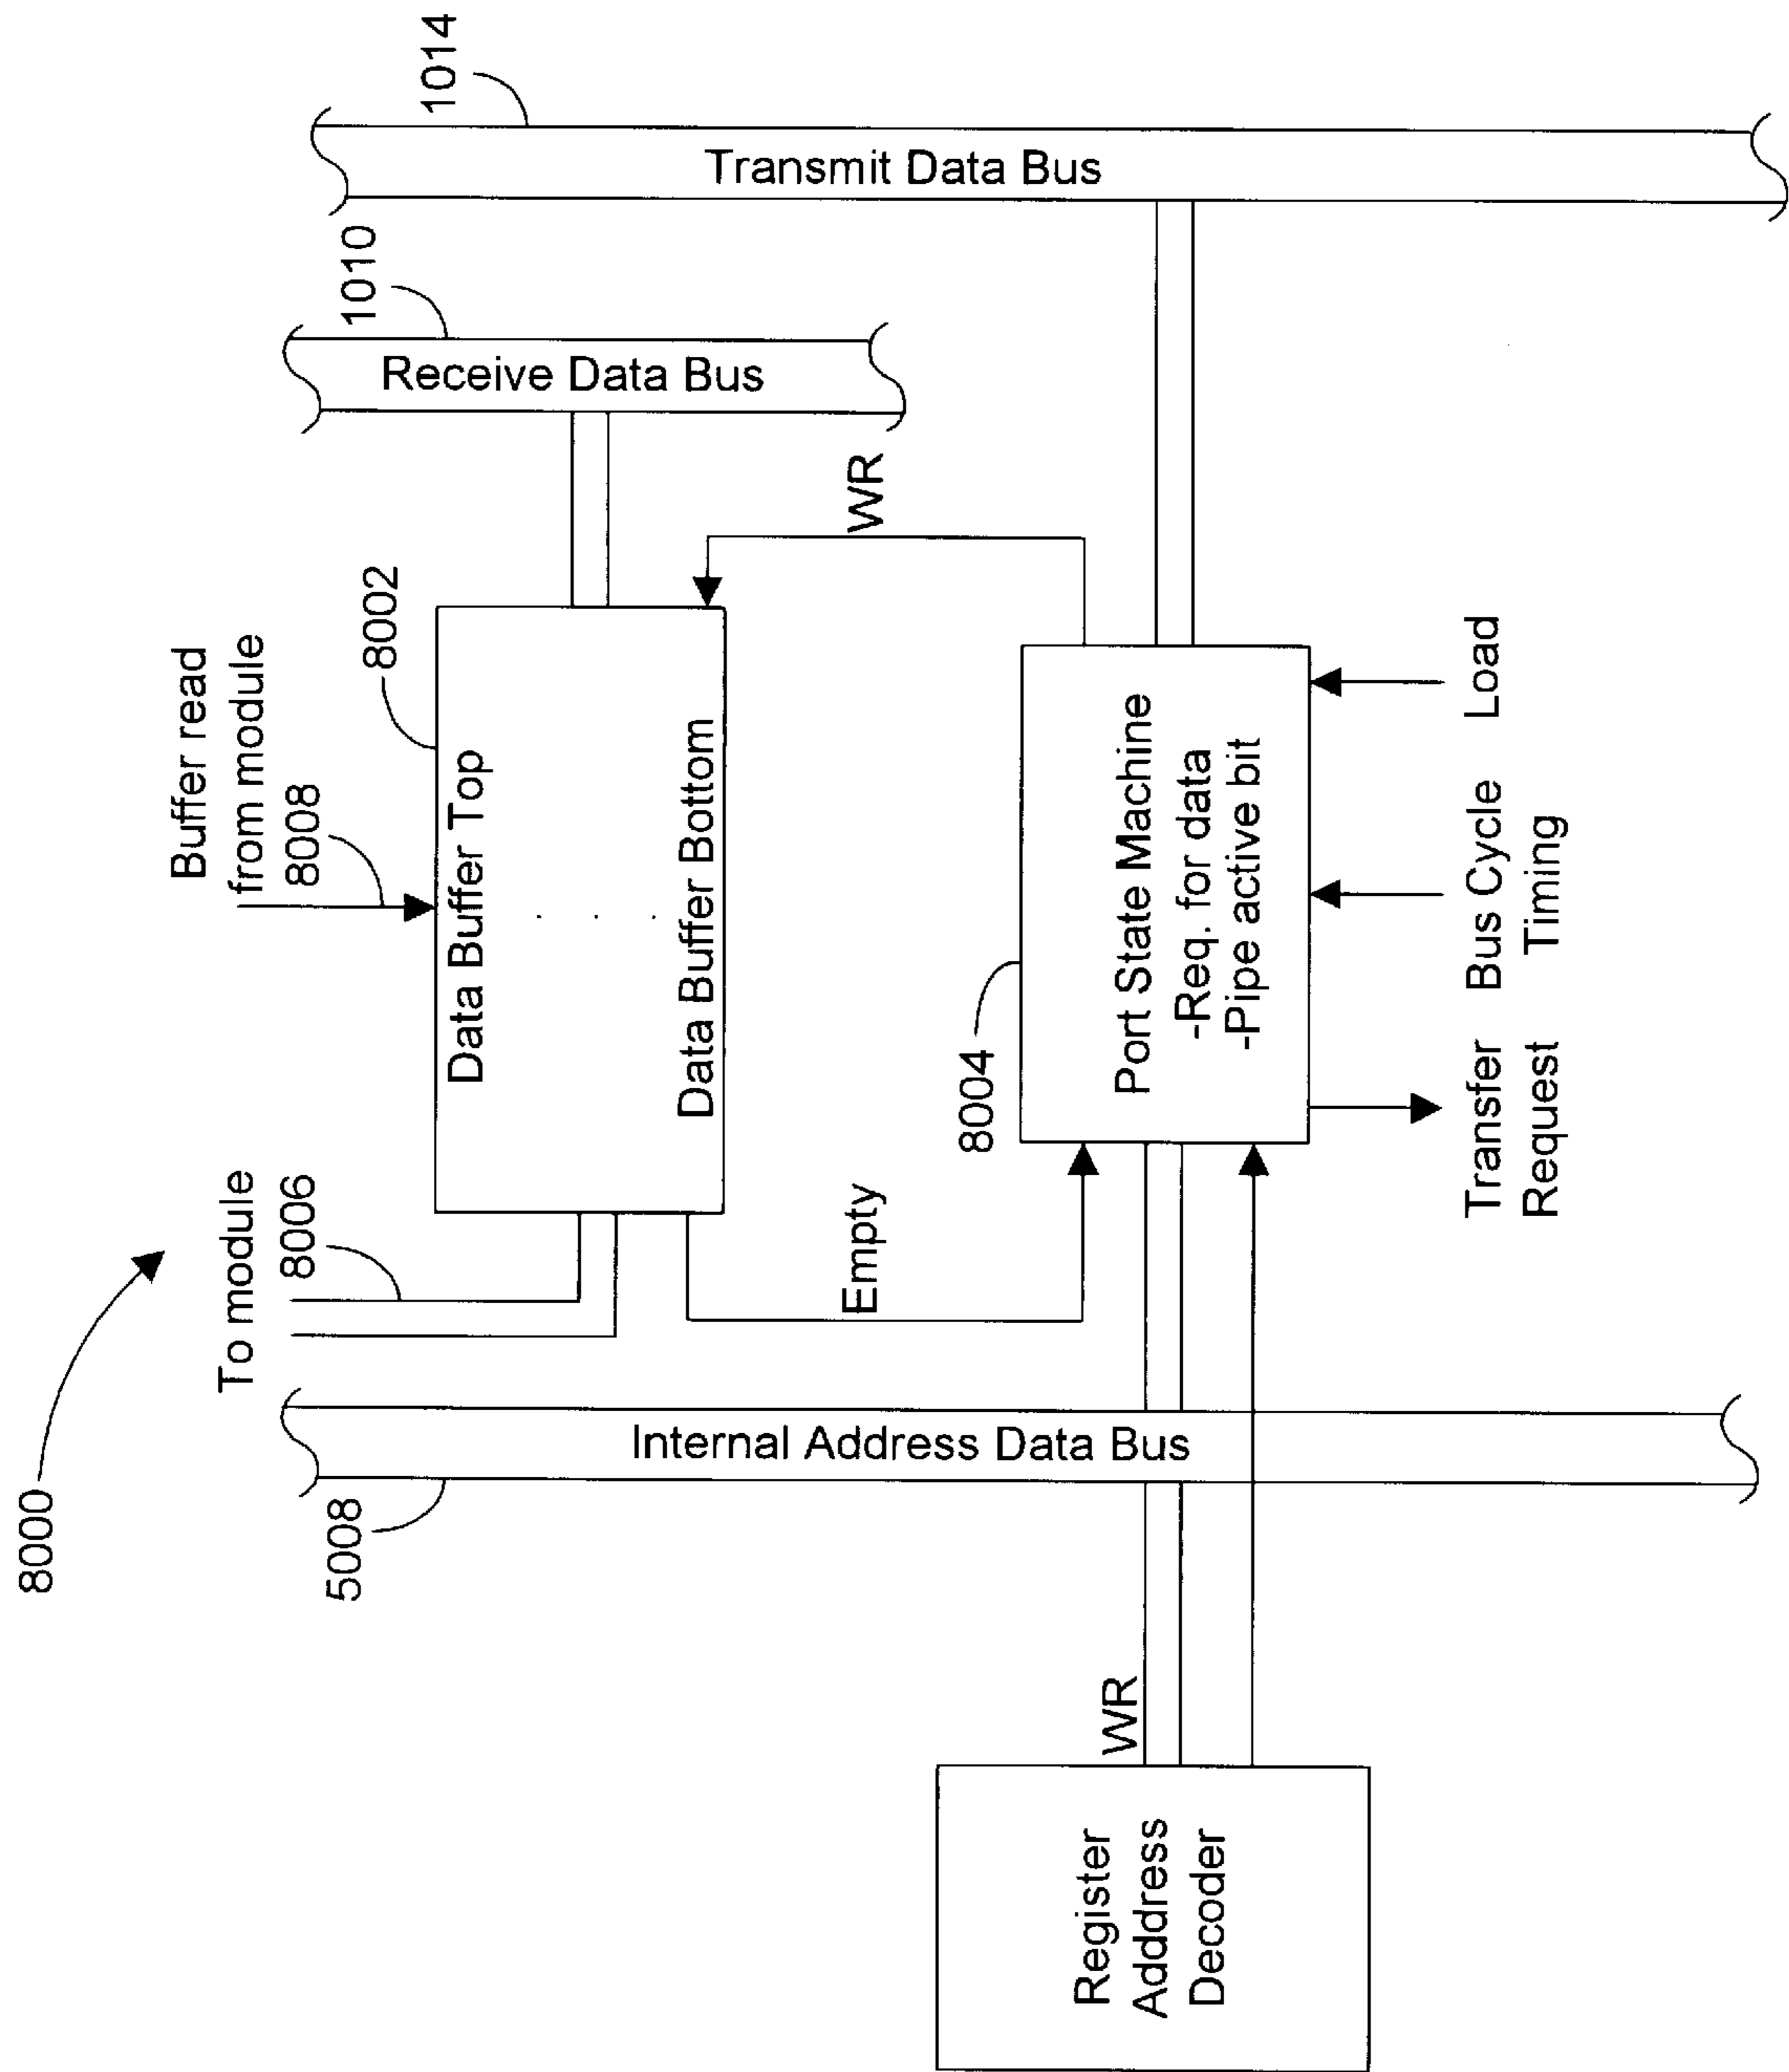 8000
To module
8006
Buffer read
from module
8008
8002
1010
1014
5008
Data Buffer Top
Data Buffer Bottom
Receive Data Bus
Transmit Data Bus
Internal Address Data Bus
Empty
WR
8004
Port State Machine
-Req. for data
-Pipe active bit
WR
Register
Adddress
Decoder
Transfer
Request
Bus Cycle
Timing
Load